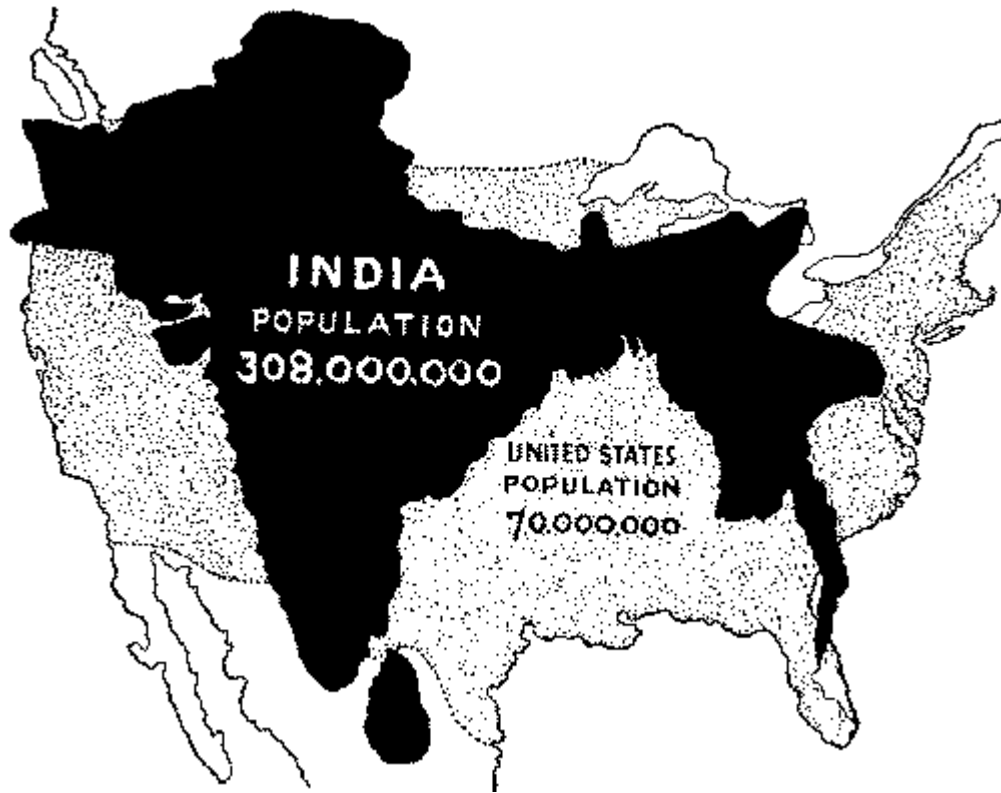 INDIA
POPULATION
308.000.000
UNITED STATES
POPULATION
70.000.000